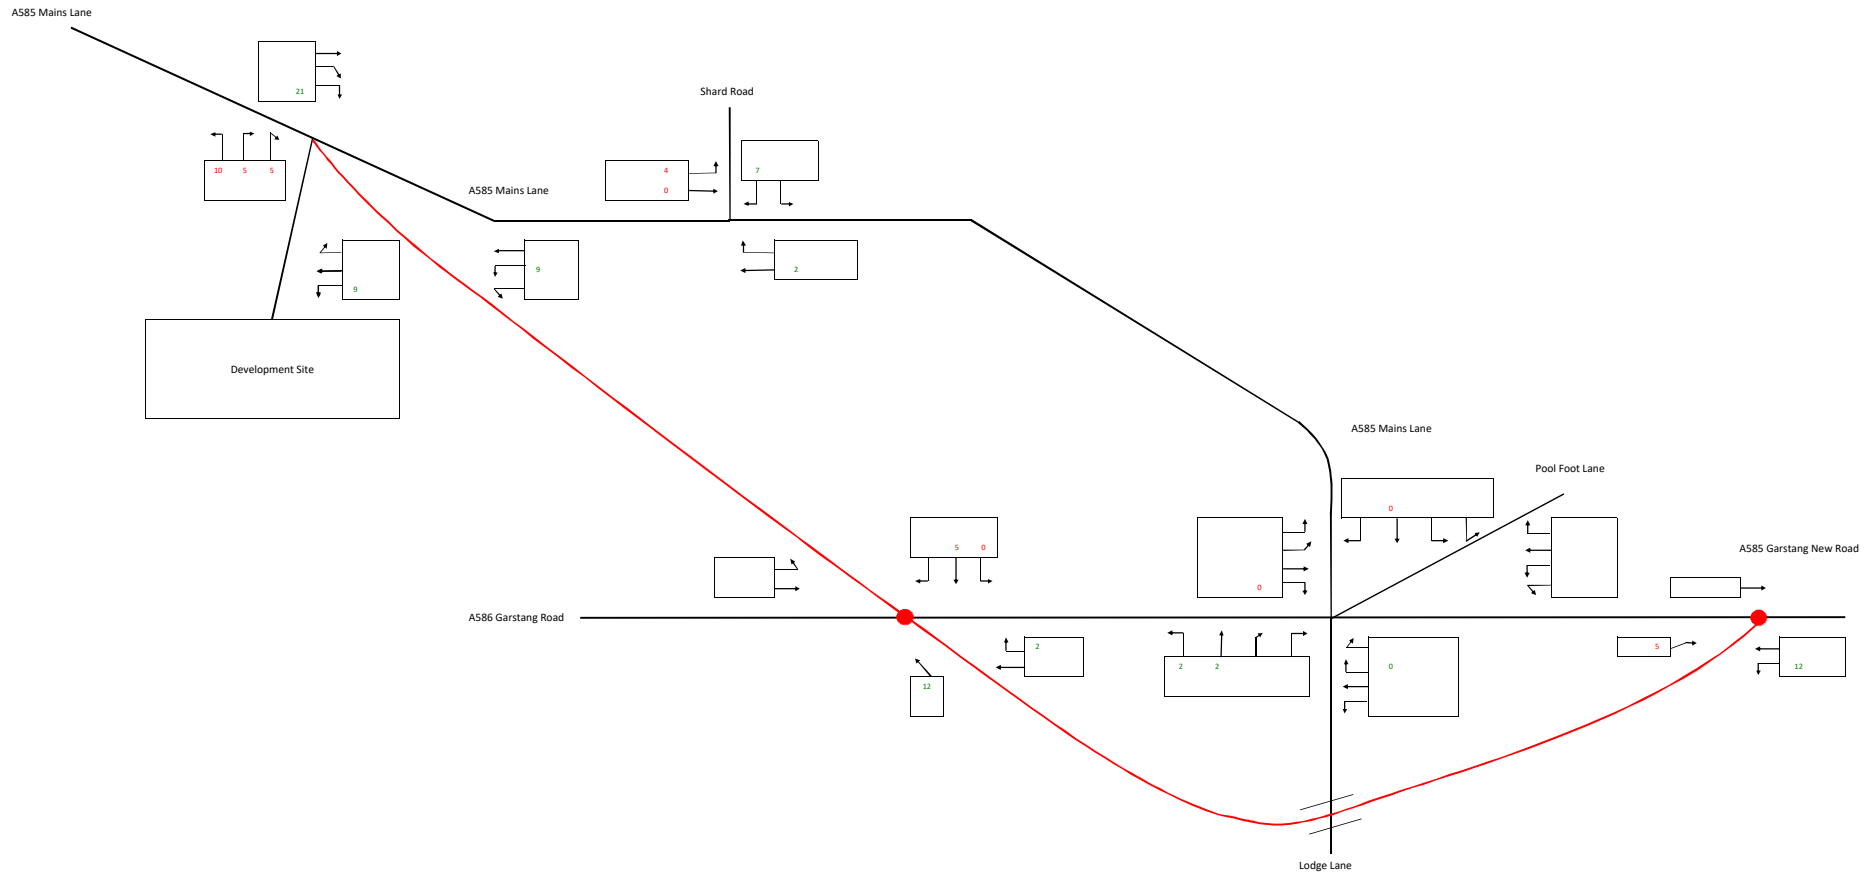 A585 Mains Lane
21
Shard Road
10 5 5
4
0
7
A585 Mains Lane
9
9
2
Development Site
A585 Mains Lane
Pool Foot Lane
0
5 0
0
A585 Garstang New Road
A586 Garstang Road
2
12
2 2
0
5
12
Lodge Lane